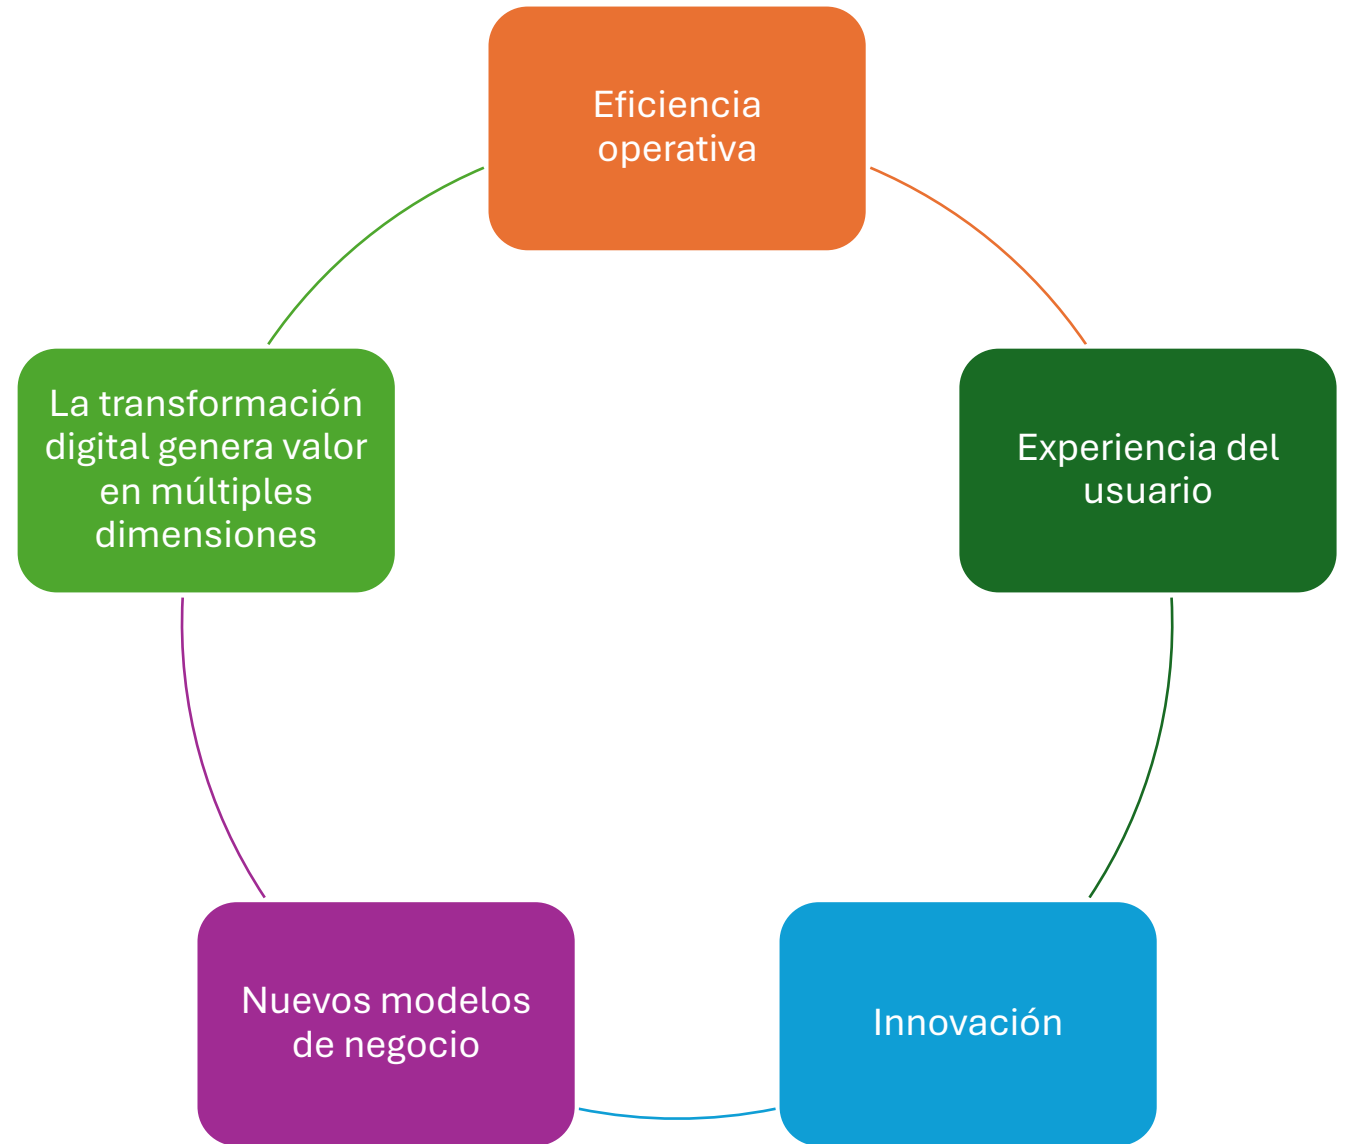 Eficiencia
operativa
La transformación
digital genera valor
en múltiples
dimensiones
Experiencia del
usuario
Nuevos modelos
de negocio
Innovación